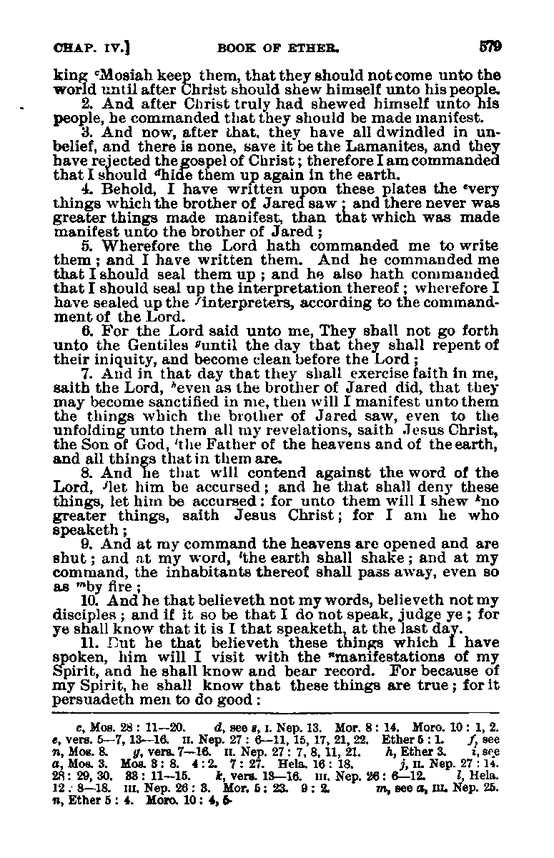 CHAP. IV.] BOOK OF ETHER. 579
king cMosiah keep them, that they should not come unto the
world until after Christ should shew himself unto his people.
2. And after Christ truly had shewed himself unto his
people, he commanded that they should be made manifest.
3. And now, after that, they have all dwindled in un-
belief, and there is none, save it be the Lamanites, and they
have rejected the gospel of Christ; therefore I am commanded
that I should dhide them up again in the earth.
4. Behold, I have written upon these plates the every
things which the brother of Jared saw; and there never was
greater things made manifest, than that which was made
manifest unto the brother of Jared;
5. Wherefore the Lord hath commanded me to write
them; and I have written them. And he commanded me
that I should seal them up; and he also hath commanded
that I should seal up the interpretation thereof; wherefore I
have sealed up the finterpreters, according to the command-
ment of the Lord.
6. For the Lord said unto me, They shall not go forth
unto the Gentiles guntil the day that they shall repent of
their iniquity, and become clean before the Lord;
7. And in that day that they shall exercise faith in me,
saith the Lord, heven as the brother of Jared did, that they
may become sanctified in me, then will I manifest unto them
the things which the brother of Jared saw, even to the
unfolding unto them all my revelations, saith Jesus Christ,
the Son of God, ithe Father of the heavens and of the earth,
and all things that in them are.
8. And he that will contend against the word of the
Lord, jlet him be accursed; and he that shall deny these
things, let him be accursed: for unto them will I shew kno
greater things, saith Jesus Christ; for I am he who
speaketh;
9. And at my command the heavens are opened and are
shut; and at my word, lthe earth shall shake; and at my
command, the inhabitants thereof shall pass away, even so
as mby fire;
10. And he that believeth not my words, believeth not my
disciples; and if it so be that I do not speak, judge ye; for
ye shall know that it is I that speaketh, at the last day.
11. But he that believeth these things which I have
spoken, him will I visit with the nmanifestations of my
Spirit, and he shall know and bear record. For because of
my Spirit, he shall know that these things are true; for it
persuadeth men to do good:
c, Mos. 28: 11—20. d, see s, I. Nep. 13. Mor. 8: 14. Moro. 10: 1, 2.
e, vers. 5—7, 13—16. II. Nep. 27: 6—11, 15, 17, 21, 22. Ether 5: 1. f, see
n, Mos. 8. g, vers. 7—16. II. Nep. 27: 7, 8, 11, 21. h, Ether 3. i, see
a, Mos. 3. Mos. 3: 8. 4: 2. 7: 27. Hela. 16: 18. j, II. Nep. 27: 14.
28: 29, 30. 33: 11—15. k, vers. 13—16. III. Nep. 26: 6—12. l, Hela.
12: 8—18. III. Nep. 26: 3. Mor. 5: 23. 9: 2. m, see a, III. Nep. 25.
n, Ether 5: 4. Moro. 10: 4, 5.